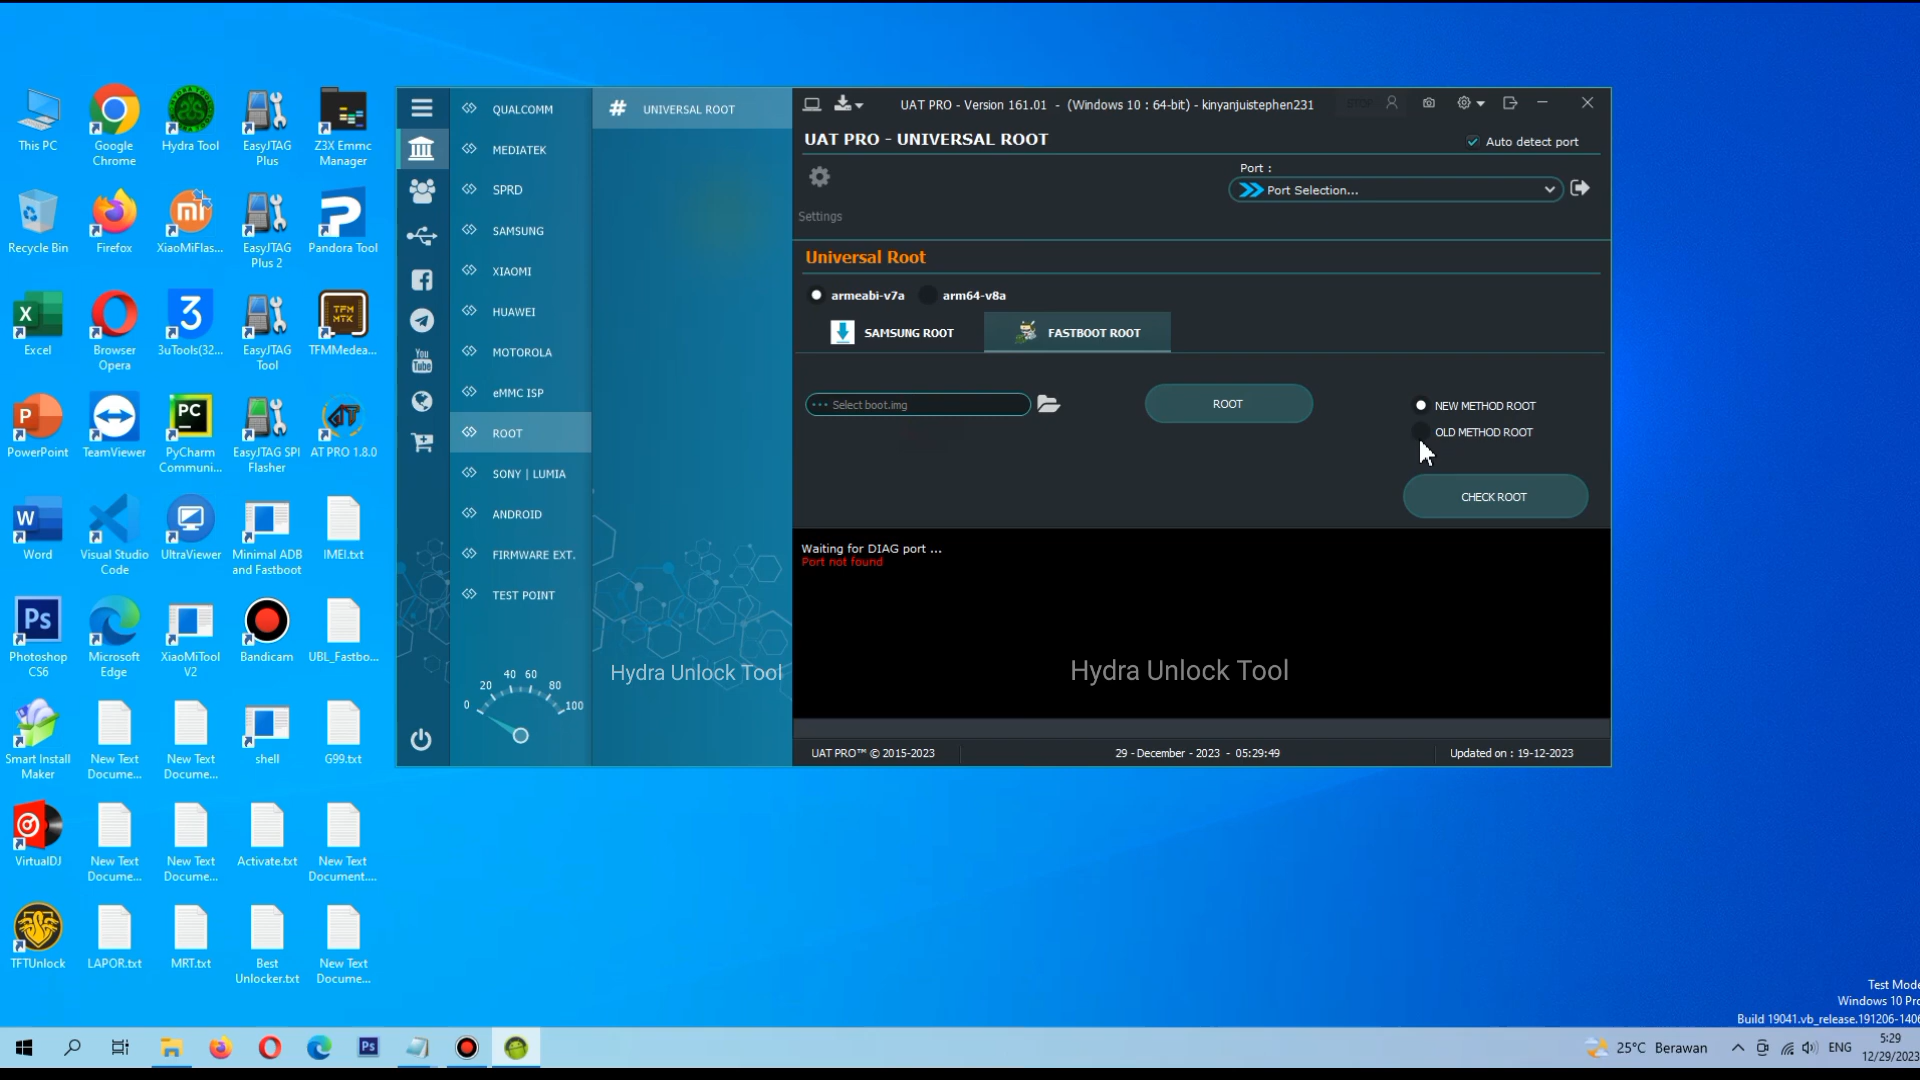 This PC
Google
Chrome
Hydra Tool
EasyJTAG
Plus
Z3X Emmc
Manager
Recycle Bin
Firefox
XiaoMiFlas...
EasyJTAG
Plus 2
Pandora Tool
Excel
Browser
Opera
3uTools(32...
EasyJTAG
Tool
TFMMedea...
PowerPoint
TeamViewer
PyCharm
Communi...
EasyJTAG SPI
Flasher
AT PRO 1.8.0
Word
Visual Studio
Code
UltraViewer
Minimal ADB
and Fastboot
IMEI.txt
Photoshop
CS6
Microsoft
Edge
XiaoMiTool
V2
Bandicam
UBL_Fastbo...
Smart Install
Maker
New Text
Docume...
New Text
Docume...
shell
G99.txt
VirtualDJ
New Text
Docume...
New Text
Docume...
Activate.txt
New Text
Document....
TFTUnlock
LAPOR.txt
MRT.txt
Best
Unlocker.txt
New Text
Docume...
QUALCOMM
MEDIATEK
SPRD
SAMSUNG
XIAOMI
HUAWEI
MOTOROLA
eMMC ISP
ROOT
SONY | LUMIA
ANDROID
FIRMWARE EXT.
TEST POINT
0 20 40 60 80 100
# UNIVERSAL ROOT
Hydra Unlock Tool
UAT PRO - Version 161.01 - (Windows 10 : 64-bit) - kinyanjuistephen231
STOP
UAT PRO - UNIVERSAL ROOT
Auto detect port
Port :
Port Selection...
Settings
Universal Root
armeabi-v7a arm64-v8a
SAMSUNG ROOT FASTBOOT ROOT
Select boot.img
ROOT
NEW METHOD ROOT
OLD METHOD ROOT
CHECK ROOT
Waiting for DIAG port ...
Port not found
Hydra Unlock Tool
UAT PRO™ © 2015-2023
29 - December - 2023 - 05:29:49
Updated on : 19-12-2023
Test Mode
Windows 10 Pro
Build 19041.vb_release.191206-1406
25°C Berawan
ENG
5:29
12/29/2023